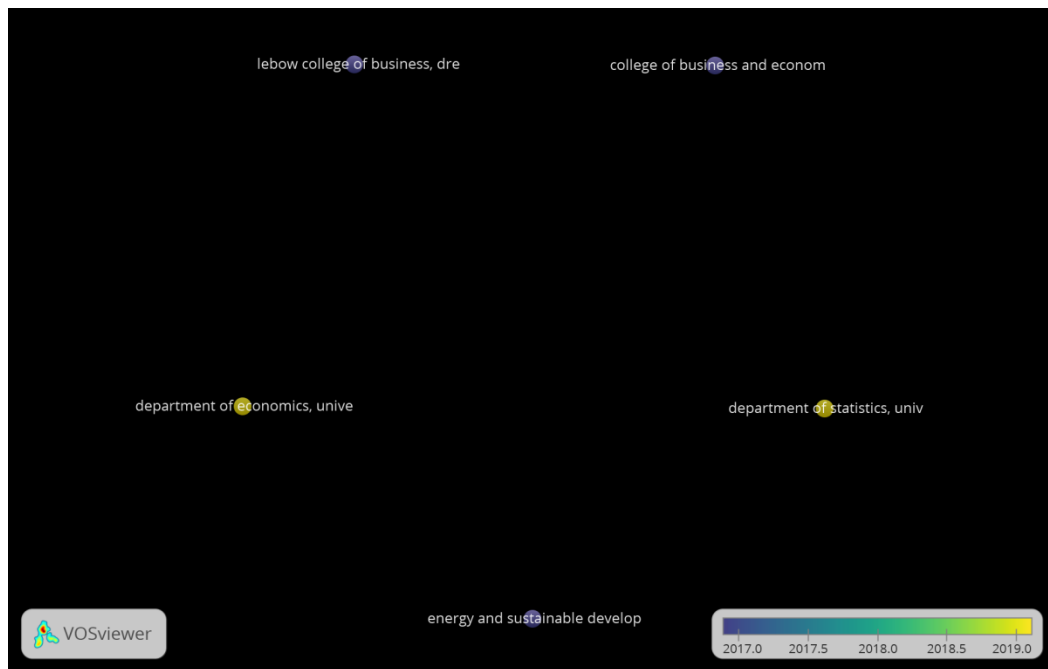 lebow college of business, dre
college of business and econom
department of economics, unive
department of statistics, univ
energy and sustainable develop
VOSviewer
2017.0 2017.5 2018.0 2018.5 2019.0